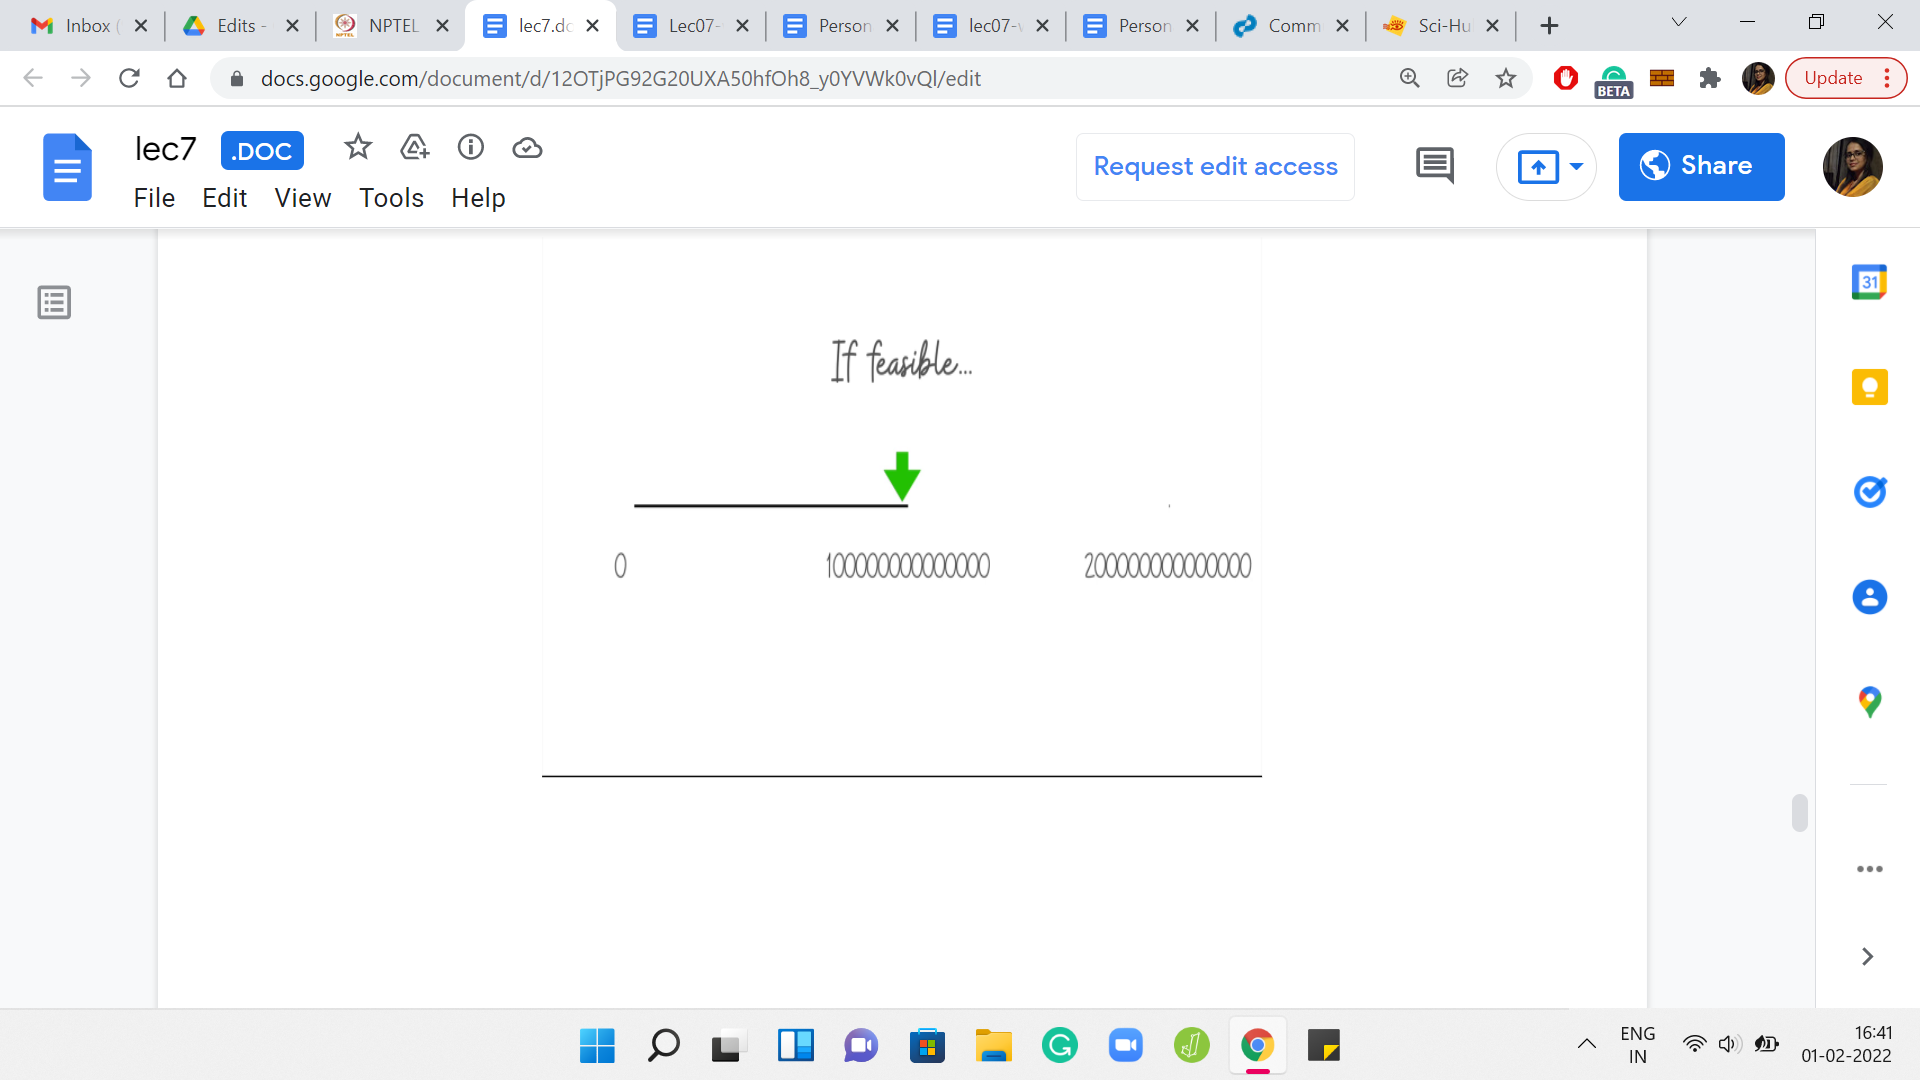 Inbox (
Edits -
NPTEL
lec7.do
Lec07-
Person
lec07-v
Person
Comm
Sci-Hu
docs.google.com/document/d/12OTjPG92G20UXA50hfOh8_y0YVWk0vQl/edit
BETA
Update
lec7 .DOC
File Edit View Tools Help
Request edit access
Share
31
If feasible...
0 100000000000000 200000000000000
ENG
IN
16:41
01-02-2022